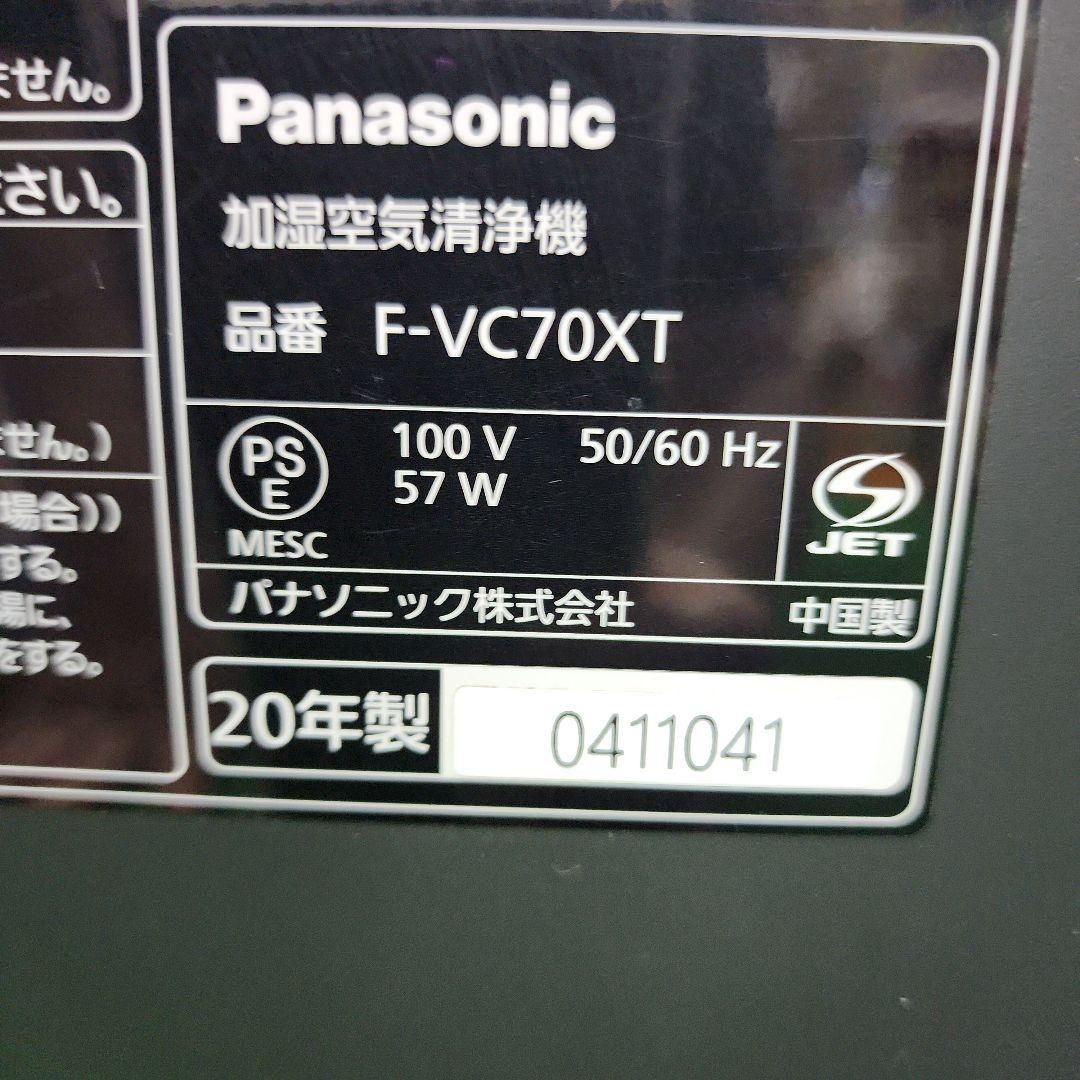 ません。
さい。
ません。)
場合))
する。
場に、
をする。
Panasonic
加湿空気清浄機
品番 F-VC70XT
PS
E
MESC
100 V 50/60 Hz
57 W
S
JET
パナソニック株式会社 中国製
20年製 0411041